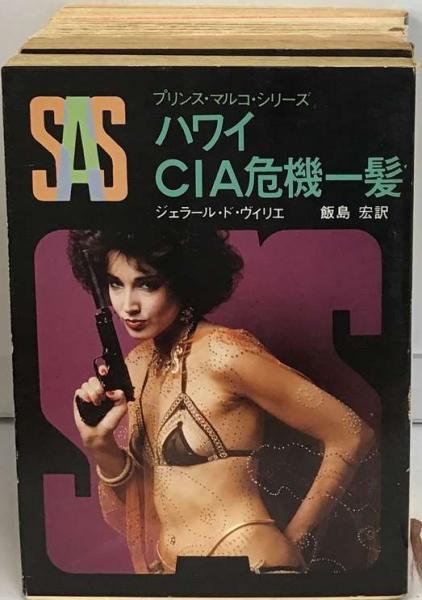 SAS
プリンス・マルコ・シリーズ
ハワイ
CIA危機一髪
ジェラール・ド・ヴィリエ 飯島 宏訳
SAS